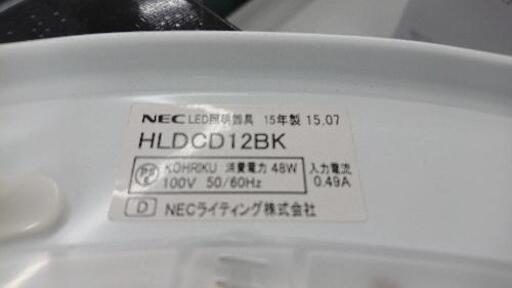 NEC LED照明器具 15年製 15.07
HLDCD12BK
PS E KOHRIKU 消費電力 48W 入力電流
100V 50/60Hz 0.49A
D NECライティング株式会社